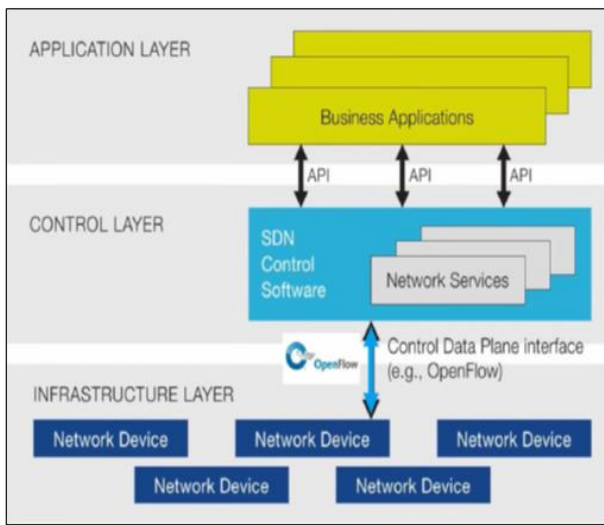 APPLICATION LAYER
Business Applications
API
API
API
CONTROL LAYER
SDN
Control
Software
Network Services
OpenFlow
Control Data Plane interface
(e.g., OpenFlow)
INFRASTRUCTURE LAYER
Network Device
Network Device
Network Device
Network Device
Network Device